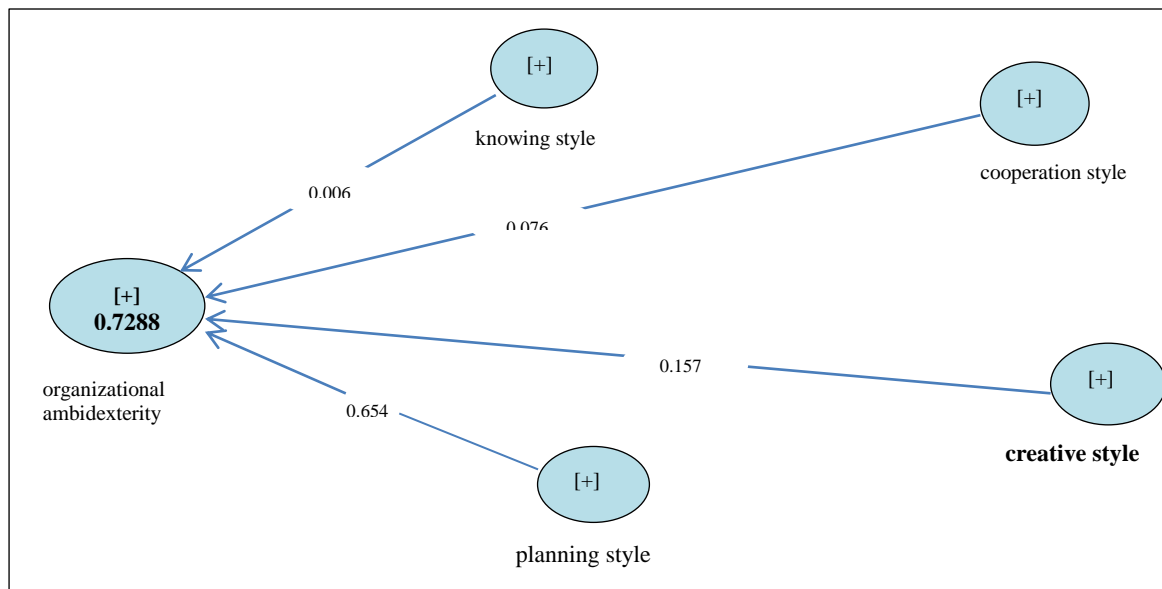 [+]
[+]
knowing style
cooperation style
0.006
0.076
[+]
0.7288
0.157
[+]
organizational
ambidexterity
0.654
creative style
[+]
planning style